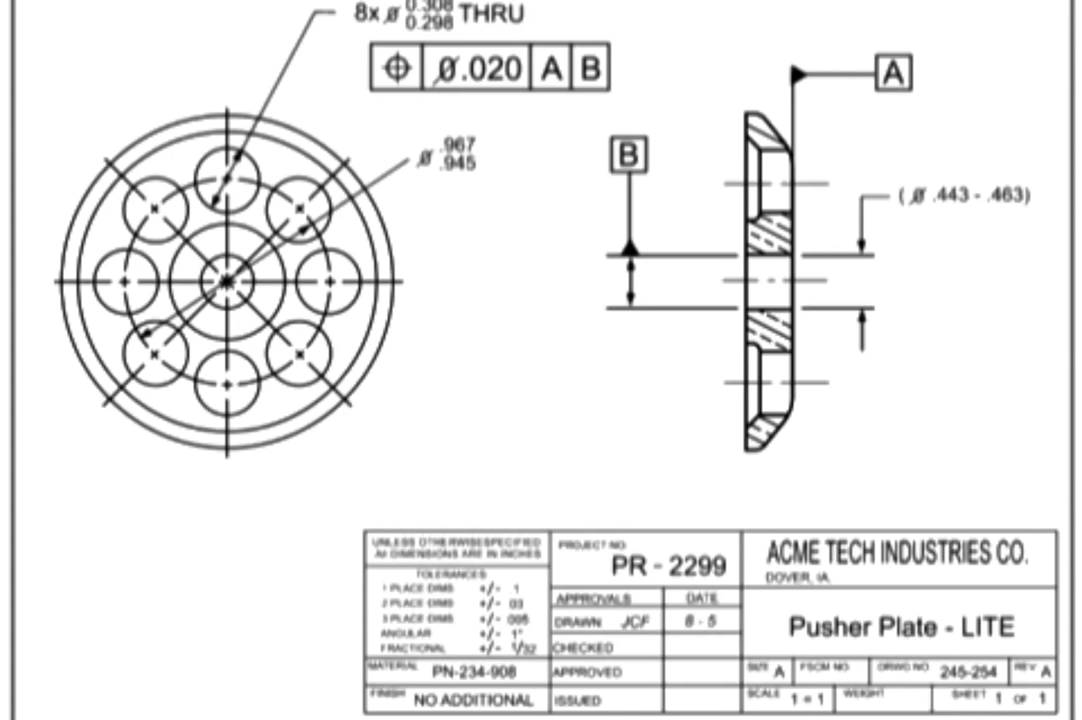 8x Ø 0.308
0.298 THRU
⌖ Ø.020 A B
A
Ø .967
.945
B
( Ø .443 - .463)
UNLESS OTHERWISE SPECIFIED
All DIMENSIONS ARE IN INCHES
TOLERANCES
1 PLACE DIMS +/- .1
2 PLACE DIMS +/- .03
3 PLACE DIMS +/- .005
ANGULAR +/- 1°
FRACTIONAL +/- 1/32
MATERIAL PN-234-908
FINISH NO ADDITIONAL
PROJECT NO
PR - 2299
APPROVALS DATE
DRAWN JCF 8 - 5
CHECKED
APPROVED
ISSUED
ACME TECH INDUSTRIES CO.
DOVER, IA
Pusher Plate - LITE
SIZE A FSCM NO DRWG NO 245-254 REV A
SCALE 1 = 1 WEIGHT SHEET 1 OF 1